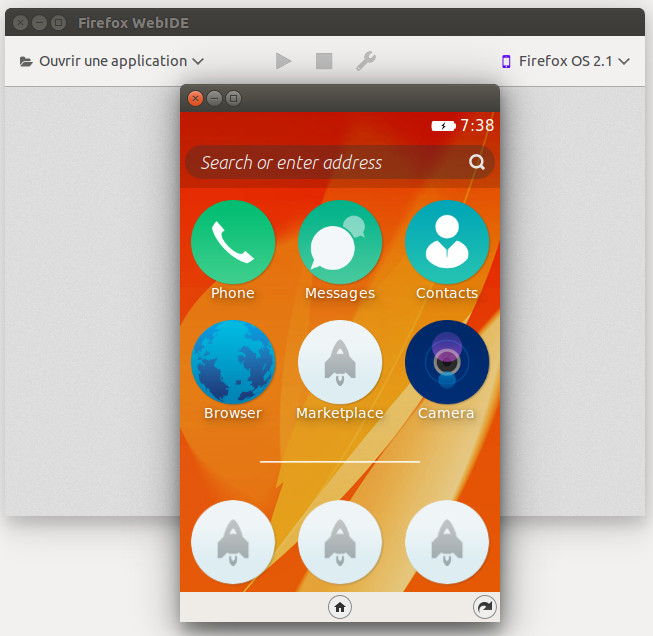 Firefox WebIDE
Ouvrir une application
Firefox OS 2.1
7:38
Search or enter address
Phone Messages Contacts
Browser Marketplace Camera